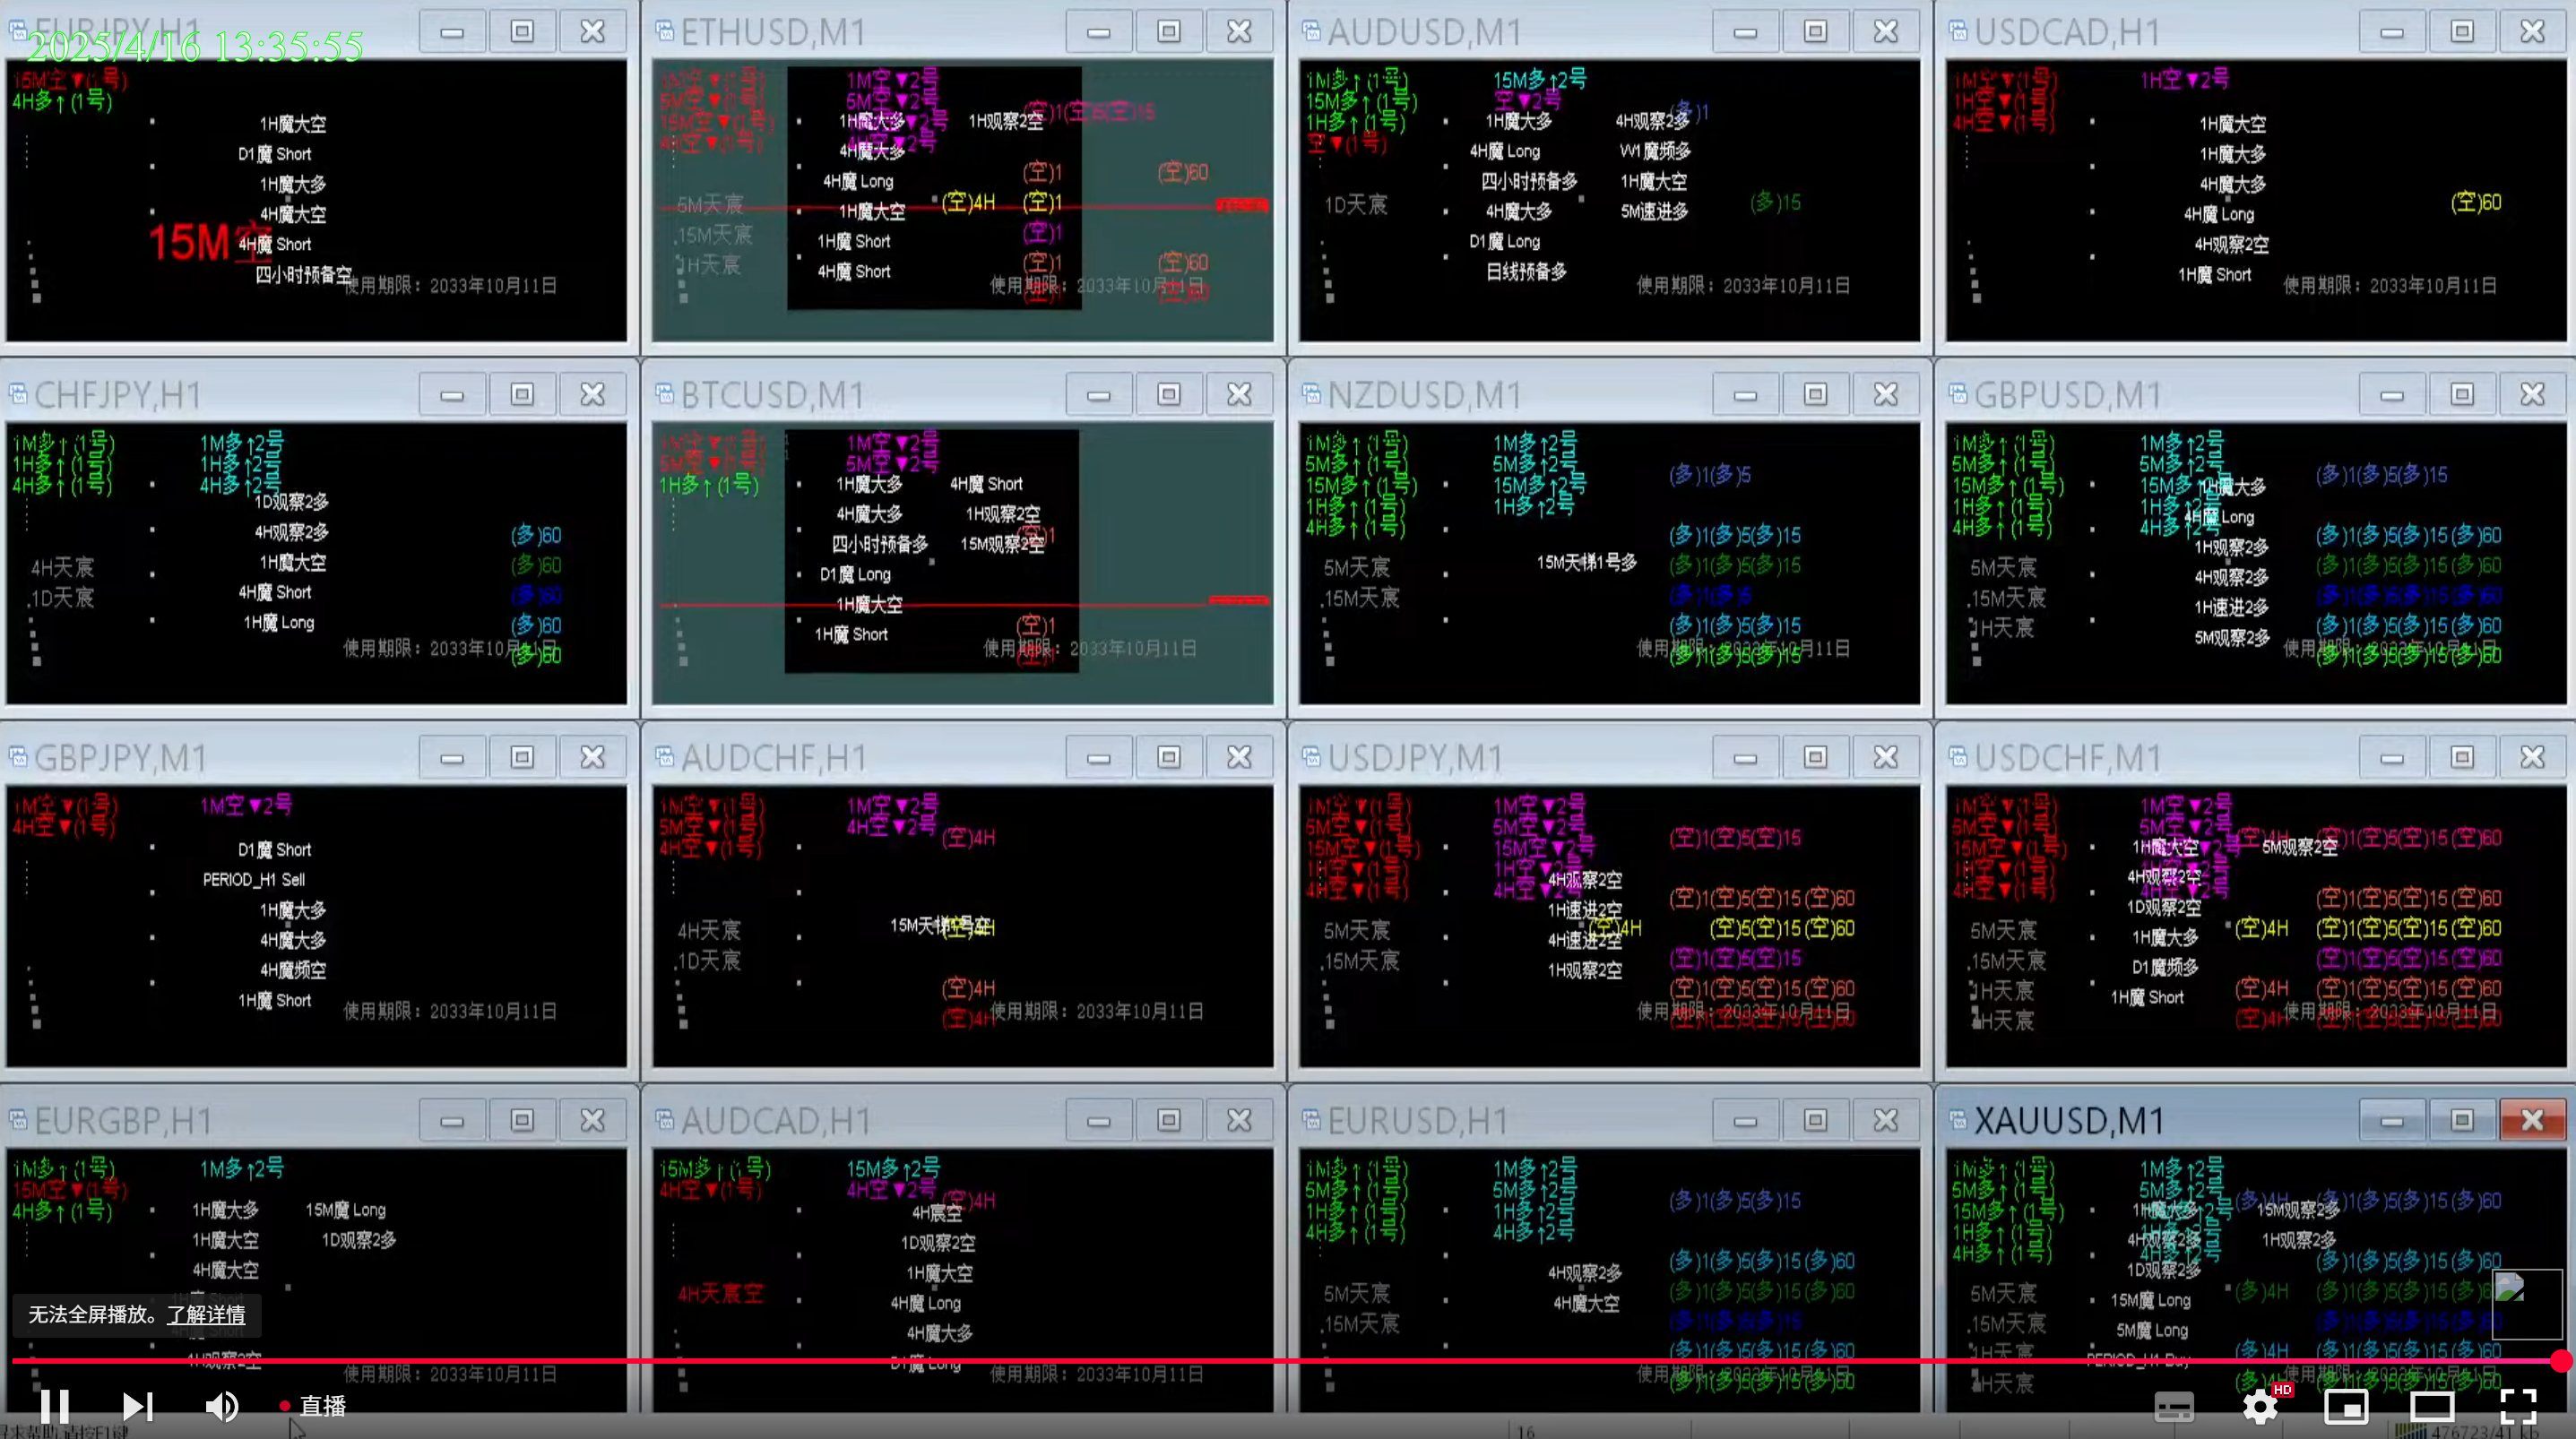 EURJPY,H1
2025/4/16 13:35:55
15M空▼(1号)
4H多↑(1号)
1H魔大空
D1魔 Short
1H魔大多
4H魔大空
15M空
4H魔 Short
四小时预备空
使用期限：2033年10月11日
ETHUSD,M1
1M空▼(1号)
5M空▼(1号)
15M空▼(1号)
4H空▼(1号)
1M空▼2号
5M空▼2号
(空)1(空)5(空)15
1H魔大多
1H观察2空
4H魔大多
(空)1
(空)60
4H魔 Long
5M天宸
1H魔大空
(空)4H
(空)1
15M天宸
1H魔 Short
(空)1
1H天宸
4H魔 Short
(空)1
(空)60
使用期限：2033年10月11日
AUDUSD,M1
1M多↑(1号)
15M多↑(1号)
1H多↑(1号)
空▼(1号)
15M多↑2号
空▼2号
(多)1
1H魔大多
4H观察2多
4H魔 Long
W1魔频多
四小时预备多
1H魔大空
1D天宸
4H魔大多
5M速进多
(多)15
D1魔 Long
日线预备多
使用期限：2033年10月11日
USDCAD,H1
1M空▼(1号)
1H空▼(1号)
4H空▼(1号)
1H空▼2号
1H魔大空
1H魔大多
4H魔大多
(空)60
4H魔 Long
4H观察2空
1H魔 Short
使用期限：2033年10月11日
CHFJPY,H1
1M多↑(1号)
1H多↑(1号)
4H多↑(1号)
1M多↑2号
1H多↑2号
4H多↑2号
1D观察2多
4H观察2多
(多)60
1H魔大空
(多)60
4H天宸
4H魔 Short
(多)60
1D天宸
1H魔 Long
(多)60
使用期限：2033年10月11日
(多)60
BTCUSD,M1
1M空▼(1号)
5M空▼(1号)
1H多↑(1号)
1M空▼2号
5M空▼2号
1H魔大多
4H魔 Short
4H魔大多
1H观察2空
四小时预备多
15M观察2空
D1魔 Long
1H魔大空
1H魔 Short
(空)1
使用期限：2033年10月11日
NZDUSD,M1
1M多↑(1号)
5M多↑(1号)
15M多↑(1号)
1H多↑(1号)
4H多↑(1号)
1M多↑2号
5M多↑2号
15M多↑2号
1H多↑2号
(多)1(多)5
(多)1(多)5(多)15
15M天梯1号多
(多)1(多)5(多)15
5M天宸
(多)1(多)5
15M天宸
(多)1(多)5(多)15
使用期限：2033年10月11日
(多)1(多)5(多)15
GBPUSD,M1
1M多↑(1号)
5M多↑(1号)
15M多↑(1号)
1H多↑(1号)
4H多↑(1号)
1M多↑2号
5M多↑2号
15M多↑2号
4H多↑2号
(多)1(多)5(多)15
1H魔大多
4H魔 Long
(多)1(多)5(多)15(多)60
1H观察2多
(多)1(多)5(多)15(多)60
5M天宸
4H观察2多
(多)1(多)5(多)15(多)60
15M天宸
1H速进2多
(多)1(多)5(多)15(多)60
1H天宸
5M观察2多
使用期限：2033年10月11日
(多)1(多)5(多)15(多)60
GBPJPY,M1
1M空▼(1号)
4H空▼(1号)
1M空▼2号
D1魔 Short
PERIOD_H1 Sell
1H魔大多
4H魔大多
4H魔频空
1H魔 Short
使用期限：2033年10月11日
AUDCHF,H1
1M空▼(1号)
5M空▼(1号)
4H空▼(1号)
1M空▼2号
4H空▼2号
(空)4H
15M天梯1号空
(空)4H
4H天宸
1D天宸
(空)4H
(空)4H
使用期限：2033年10月11日
USDJPY,M1
1M空▼(1号)
5M空▼(1号)
15M空▼(1号)
1H空▼(1号)
4H空▼(1号)
1M空▼2号
5M空▼2号
15M空▼2号
1H空▼2号
4H空▼2号
(空)1(空)5(空)15
4H观察2空
(空)1(空)5(空)15(空)60
1H速进2空
(空)4H
(空)5(空)15(空)60
5M天宸
4H速进2空
(空)1(空)5(空)15
15M天宸
1H观察2空
(空)1(空)5(空)15(空)60
使用期限：2033年10月11日
(空)1(空)5(空)15(空)60
USDCHF,M1
1M空▼(1号)
5M空▼(1号)
15M空▼(1号)
1H空▼(1号)
4H空▼(1号)
1M空▼2号
5M空▼2号
(空)4H
(空)1(空)5(空)15(空)60
1H魔大空
5M观察2空
4H观察2空
(空)1(空)5(空)15(空)60
1D观察2空
(空)4H
(空)1(空)5(空)15(空)60
5M天宸
1H魔大多
(空)1(空)5(空)15(空)60
15M天宸
D1魔频多
(空)4H
(空)1(空)5(空)15(空)60
1H天宸
1H魔 Short
4H天宸
(空)4H
使用期限：2033年10月11日
(空)1(空)5(空)15(空)60
EURGBP,H1
1M多↑(1号)
15M空▼(1号)
4H多↑(1号)
1M多↑2号
1H魔大多
15M魔 Long
1H魔大空
1D观察2多
4H魔大空
4H观察2空
使用期限：2033年10月11日
AUDCAD,H1
15M多↑(1号)
4H空▼(1号)
15M多↑2号
4H空▼2号
(空)4H
4H宸空
1D观察2空
1H魔大空
4H天宸空
4H魔 Long
4H魔大多
D1魔 Long
使用期限：2033年10月11日
EURUSD,H1
1M多↑(1号)
5M多↑(1号)
1H多↑(1号)
4H多↑(1号)
1M多↑2号
5M多↑2号
1H多↑2号
4H多↑2号
(多)1(多)5(多)15
(多)1(多)5(多)15(多)60
4H观察2多
(多)1(多)5(多)15(多)60
5M天宸
4H魔大空
(多)1(多)5(多)15
15M天宸
(多)1(多)5(多)15(多)60
使用期限：2033年10月11日
(多)1(多)5(多)15(多)60
XAUUSD,M1
1M多↑(1号)
5M多↑(1号)
15M多↑(1号)
1H多↑(1号)
4H多↑(1号)
1M多↑2号
5M多↑2号
4H多↑2号
(多)4H
(多)1(多)5(多)15(多)60
1H魔大多
15M观察2多
4H观察2多
1H观察2多
(多)1(多)5(多)15(多)60
1D观察2多
(多)4H
(多)1(多)5(多)15
5M天宸
15M魔 Long
15M天宸
5M魔 Long
1H天宸
PERIOD_H1 Buy
(多)4H
(多)1(多)5(多)15(多)60
4H天宸
使用期限：2033年10月11日
无法全屏播放。了解详情
直播
HD
16
476723/41 kb